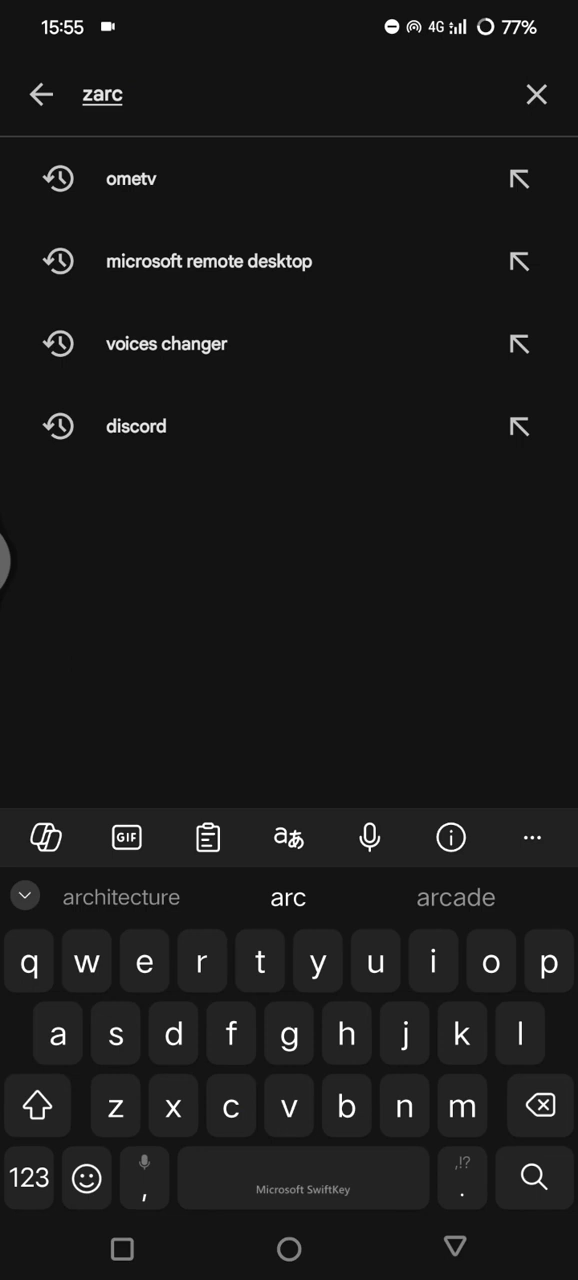 15:55 4G 77%
zarc
ometv
microsoft remote desktop
voices changer
discord
GIF aあ
architecture arc arcade
q w e r t y u i o p
a s d f g h j k l
z x c v b n m
123 , Microsoft SwiftKey ,!? .